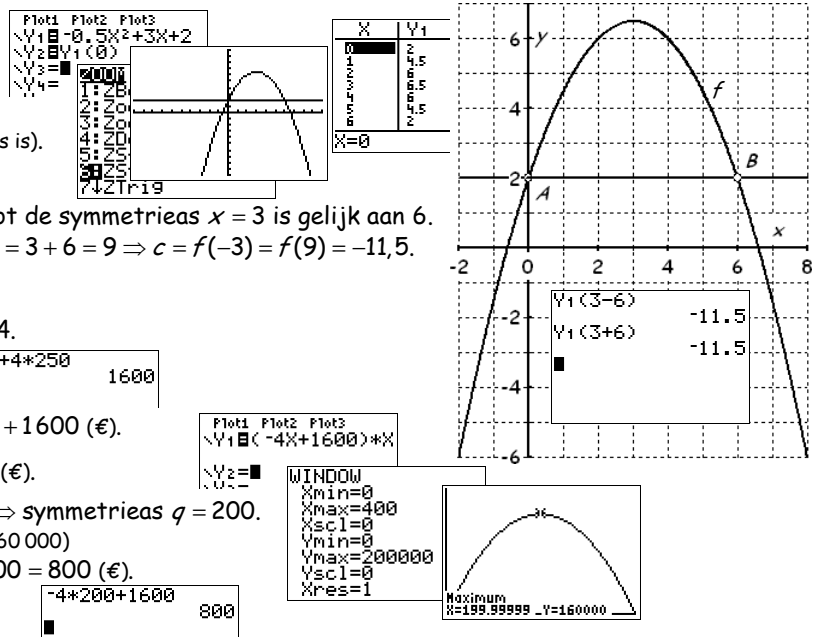 Plot1 Plot2 Plot3
\Y1=-0.5X²+3X+2
\Y2=Y1(0)
\Y3=
\Y4=
ZOOM
1:ZB
2:Zo
3:Zo
4:ZD
5:ZS
6:ZS
7↓ZTrig
X Y1
0 2
1 4.5
2 6
3 6.5
4 6
5 4.5
6 2
X=0
s is).
ot de symmetrieas x = 3 is gelijk aan 6.
= 3 + 6 = 9 ⇒ c = f(−3) = f(9) = −11,5.
y
f
A
B
x
6
4
2
-2
-4
-6
-2 0 2 4 6 8
Y1(3-6)
-11.5
Y1(3+6)
-11.5
4.
+4*250
1600
+ 1600 (€).
Plot1 Plot2 Plot3
\Y1=(-4X+1600)*X
\Y2=
(€).
⇒ symmetrieas q = 200.
60 000)
00 = 800 (€).
WINDOW
Xmin=0
Xmax=400
Xscl=0
Ymin=0
Ymax=200000
Yscl=0
Xres=1
Maximum
X=199.99999 Y=160000
-4*200+1600
800